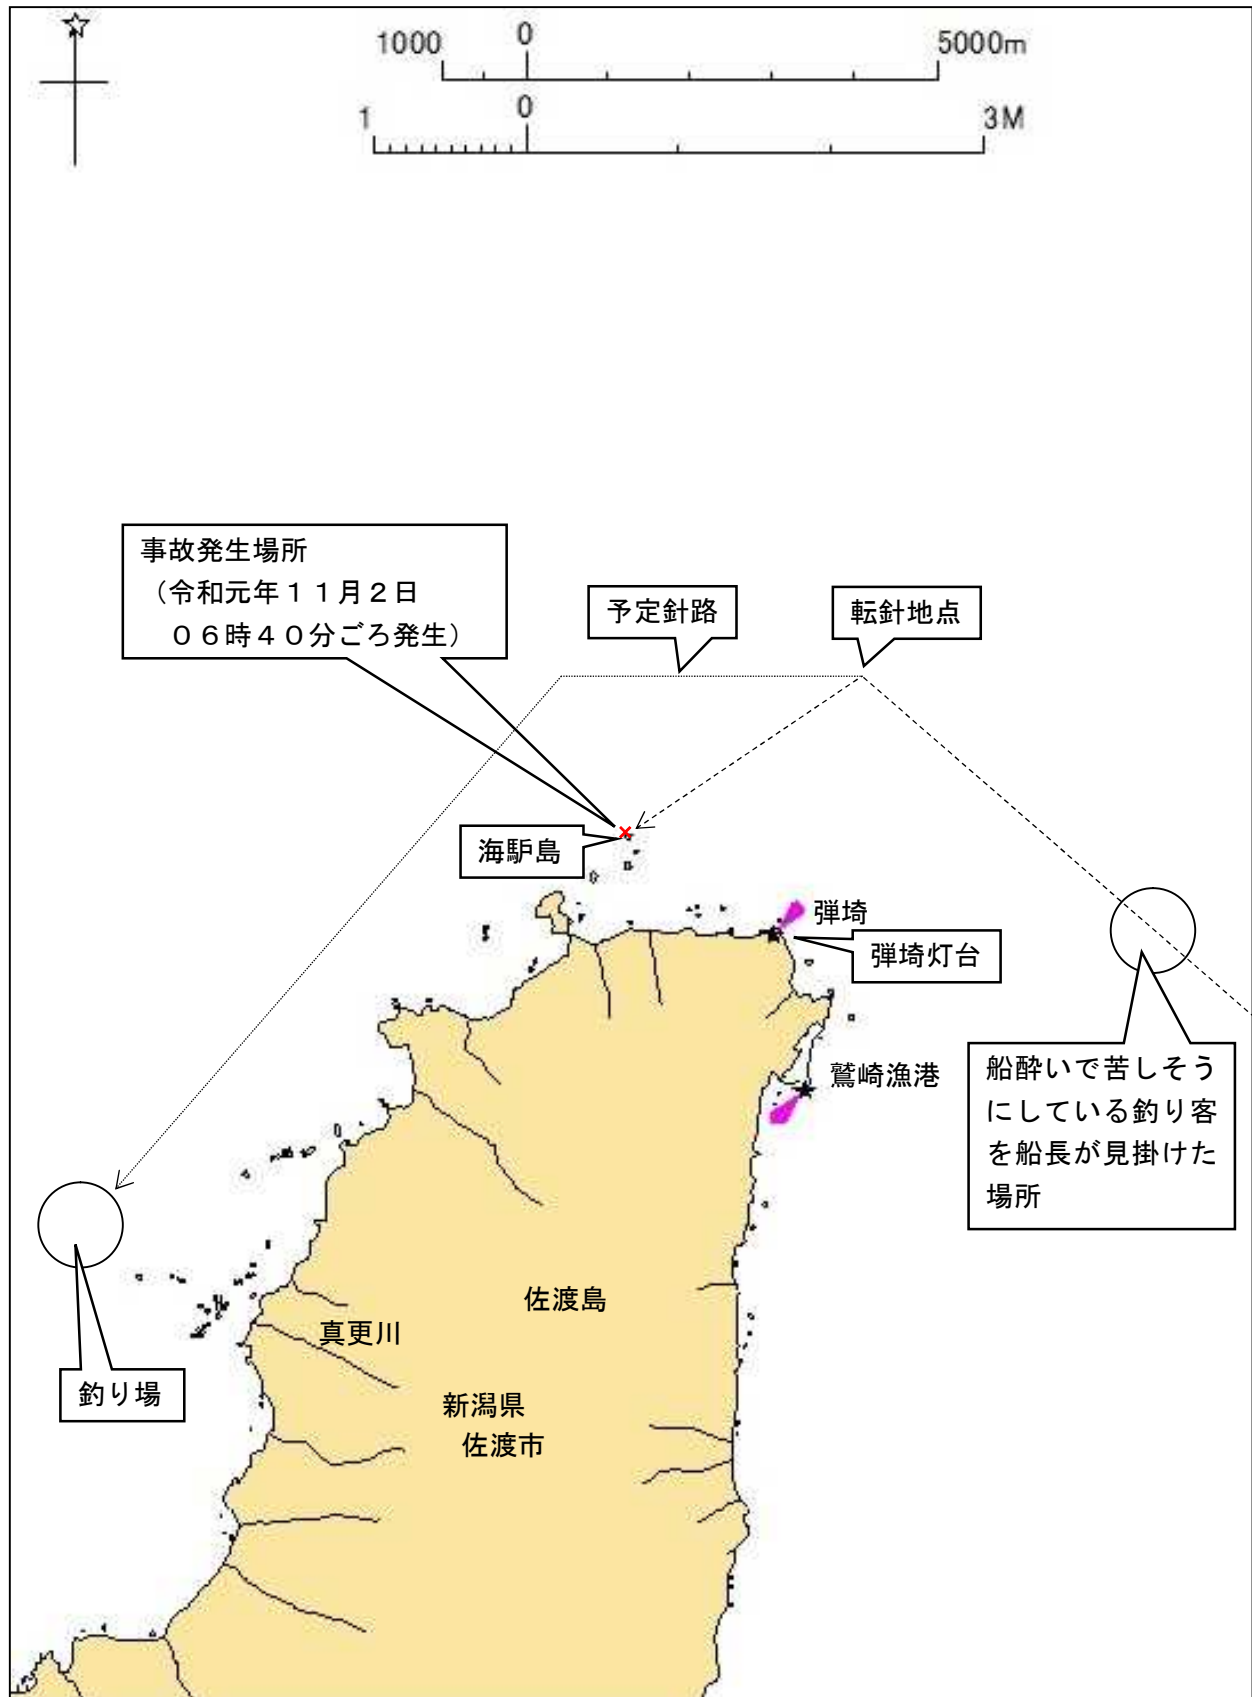 1000 0 5000m
1 0 3M
事故発生場所
（令和元年１１月２日
０６時４０分ごろ発生）
予定針路
転針地点
海馿島
弾埼
弾埼灯台
鷲崎漁港
船酔いで苦しそう
にしている釣り客
を船長が見掛けた
場所
佐渡島
真更川
釣り場
新潟県
佐渡市